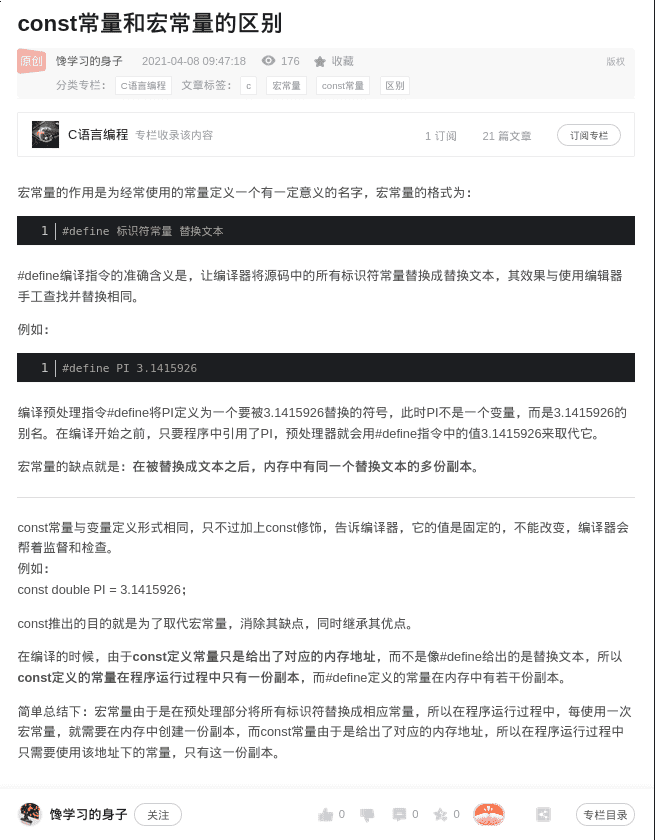 const常量和宏常量的区别
原创 馋学习的身子 2021-04-08 09:47:18 176 收藏 版权
分类专栏： C语言编程 文章标签： c 宏常量 const常量 区别
C语言编程 专栏收录该内容 1 订阅 21 篇文章 订阅专栏
宏常量的作用是为经常使用的常量定义一个有一定意义的名字，宏常量的格式为：
1 #define 标识符常量 替换文本
#define编译指令的准确含义是，让编译器将源码中的所有标识符常量替换成替换文本，其效果与使用编辑器
手工查找并替换相同。
例如：
1 #define PI 3.1415926
编译预处理指令#define将PI定义为一个要被3.1415926替换的符号，此时PI不是一个变量，而是3.1415926的
别名。在编译开始之前，只要程序中引用了PI，预处理器就会用#define指令中的值3.1415926来取代它。
宏常量的缺点就是：在被替换成文本之后，内存中有同一个替换文本的多份副本。
const常量与变量定义形式相同，只不过加上const修饰，告诉编译器，它的值是固定的，不能改变，编译器会
帮着监督和检查。
例如：
const double PI = 3.1415926；
const推出的目的就是为了取代宏常量，消除其缺点，同时继承其优点。
在编译的时候，由于const定义常量只是给出了对应的内存地址，而不是像#define给出的是替换文本，所以
const定义的常量在程序运行过程中只有一份副本，而#define定义的常量在内存中有若干份副本。
简单总结下：宏常量由于是在预处理部分将所有标识符替换成相应常量，所以在程序运行过程中，每使用一次
宏常量，就需要在内存中创建一份副本，而const常量由于是给出了对应的内存地址，所以在程序运行过程中
只需要使用该地址下的常量，只有这一份副本。
馋学习的身子 关注 0 0 0 专栏目录